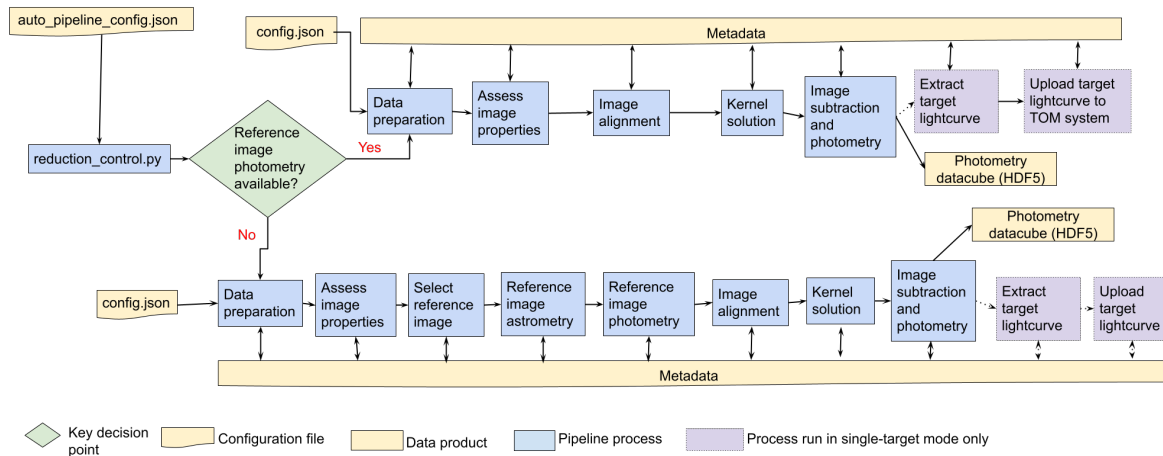 auto_pipeline_config.json
config.json
Metadata
Data
preparation
Assess
image
properties
Image
alignment
Kernel
solution
Image
subtraction
and
photometry
Extract
target
lightcurve
Upload target
lightcurve to
TOM system
Reference
image
photometry
available?
reduction_control.py
Yes
Photometry
datacube (HDF5)
No
Photometry
datacube (HDF5)
config.json
Data
preparation
Assess
image
properties
Select
reference
image
Reference
image
astrometry
Reference
image
photometry
Image
alignment
Kernel
solution
Image
subtraction
and
photometry
Extract
target
lightcurve
Upload
target
lightcurve
Metadata
Key decision
point
Configuration file
Data product
Pipeline process
Process run in single-target mode only